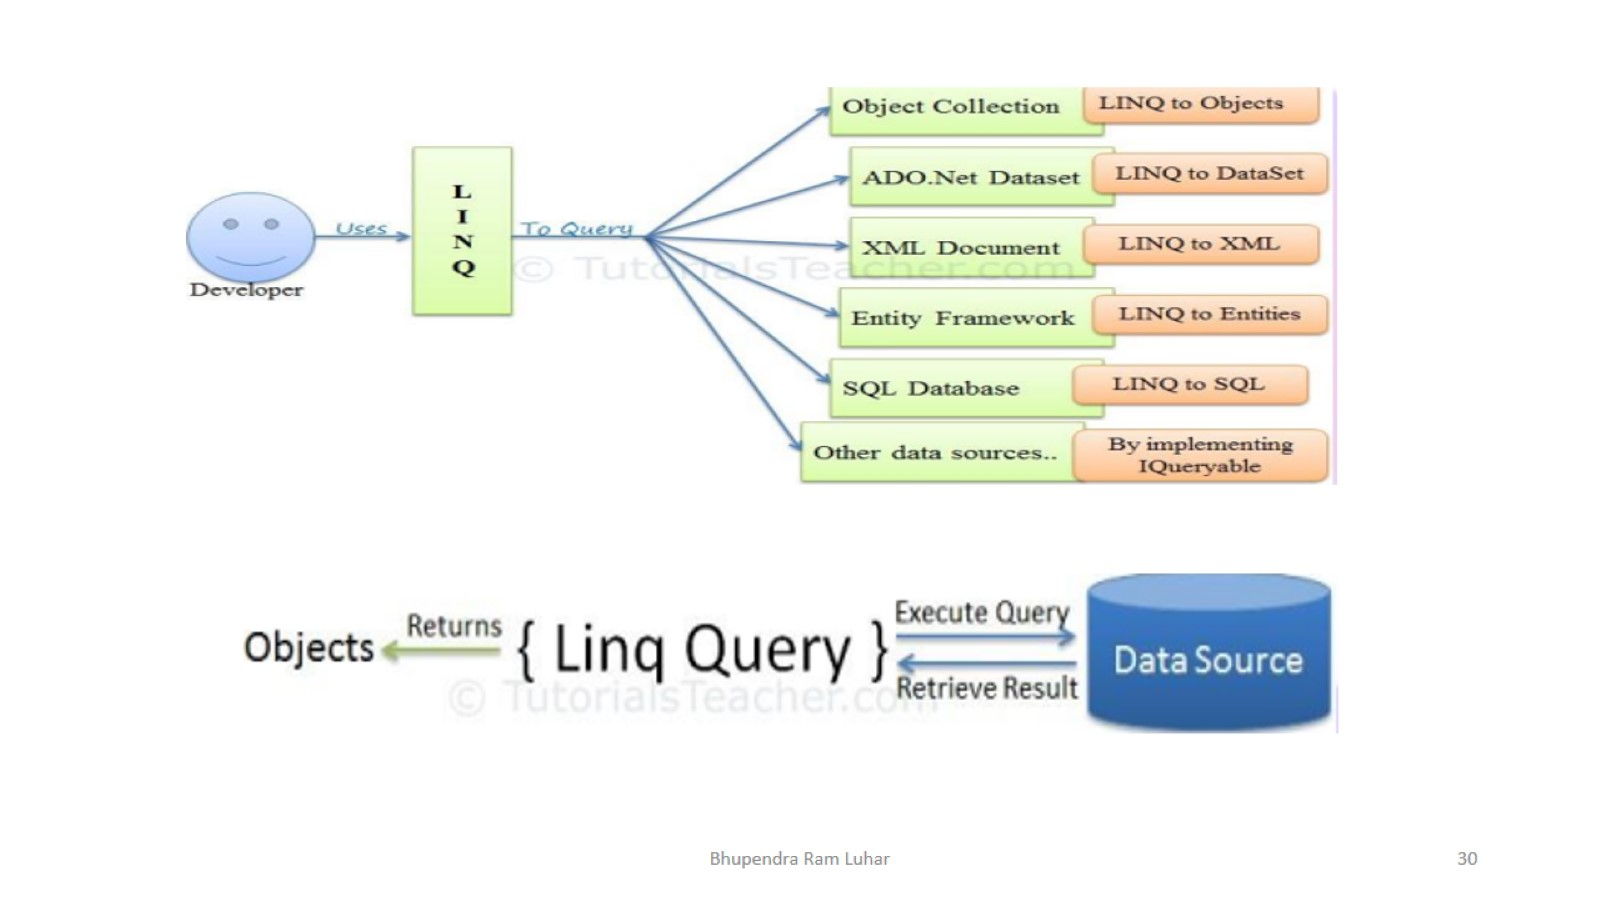 Object Collection
LINQ to Objects
ADO.Net Dataset
LINQ to DataSet
L
I
N
Q
Uses
To Query
XML Document
LINQ to XML
© TutorialsTeacher.com
Developer
Entity Framework
LINQ to Entities
SQL Database
LINQ to SQL
Other data sources..
By implementing
IQueryable
Objects
Returns
{ Linq Query }
Execute Query
Retrieve Result
Data Source
© TutorialsTeacher.com
Bhupendra Ram Luhar
30